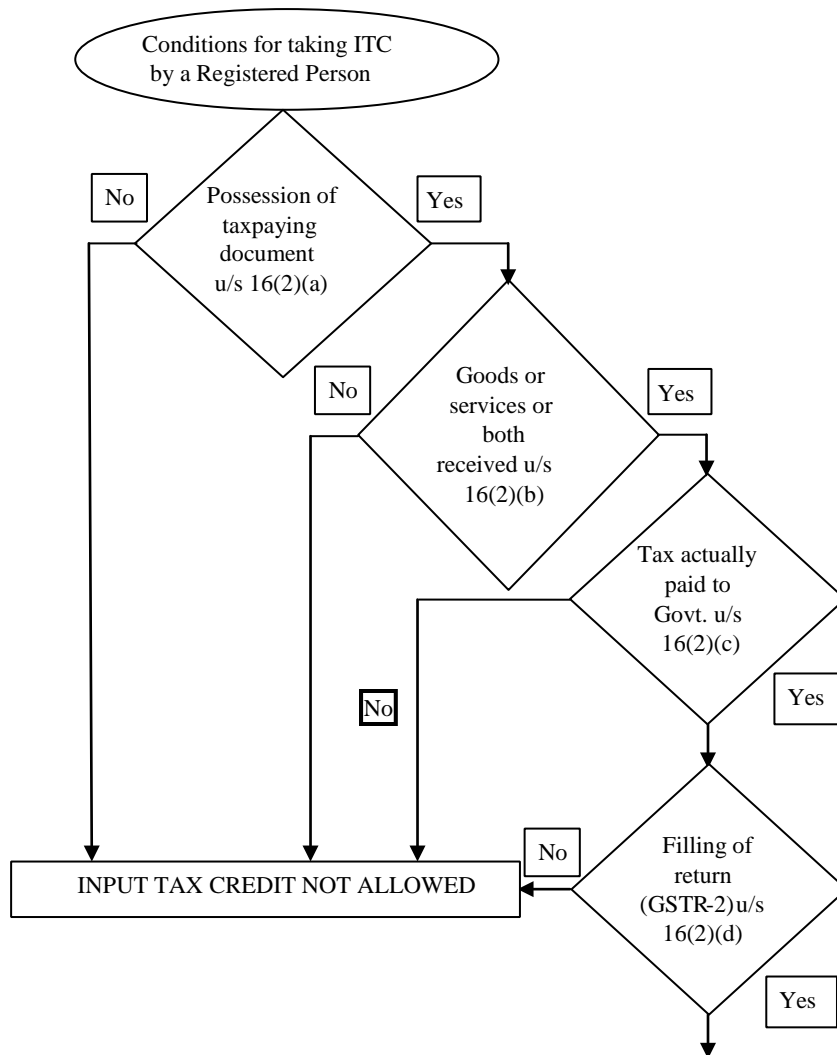 Conditions for taking ITC
by a Registered Person
No
Possession of
taxpaying
document
u/s 16(2)(a)
Yes
No
Goods or
services or
both
received u/s
16(2)(b)
Yes
Tax actually
paid to
Govt. u/s
16(2)(c)
No
Yes
No
Filling of
return
(GSTR-2)u/s
16(2)(d)
INPUT TAX CREDIT NOT ALLOWED
Yes